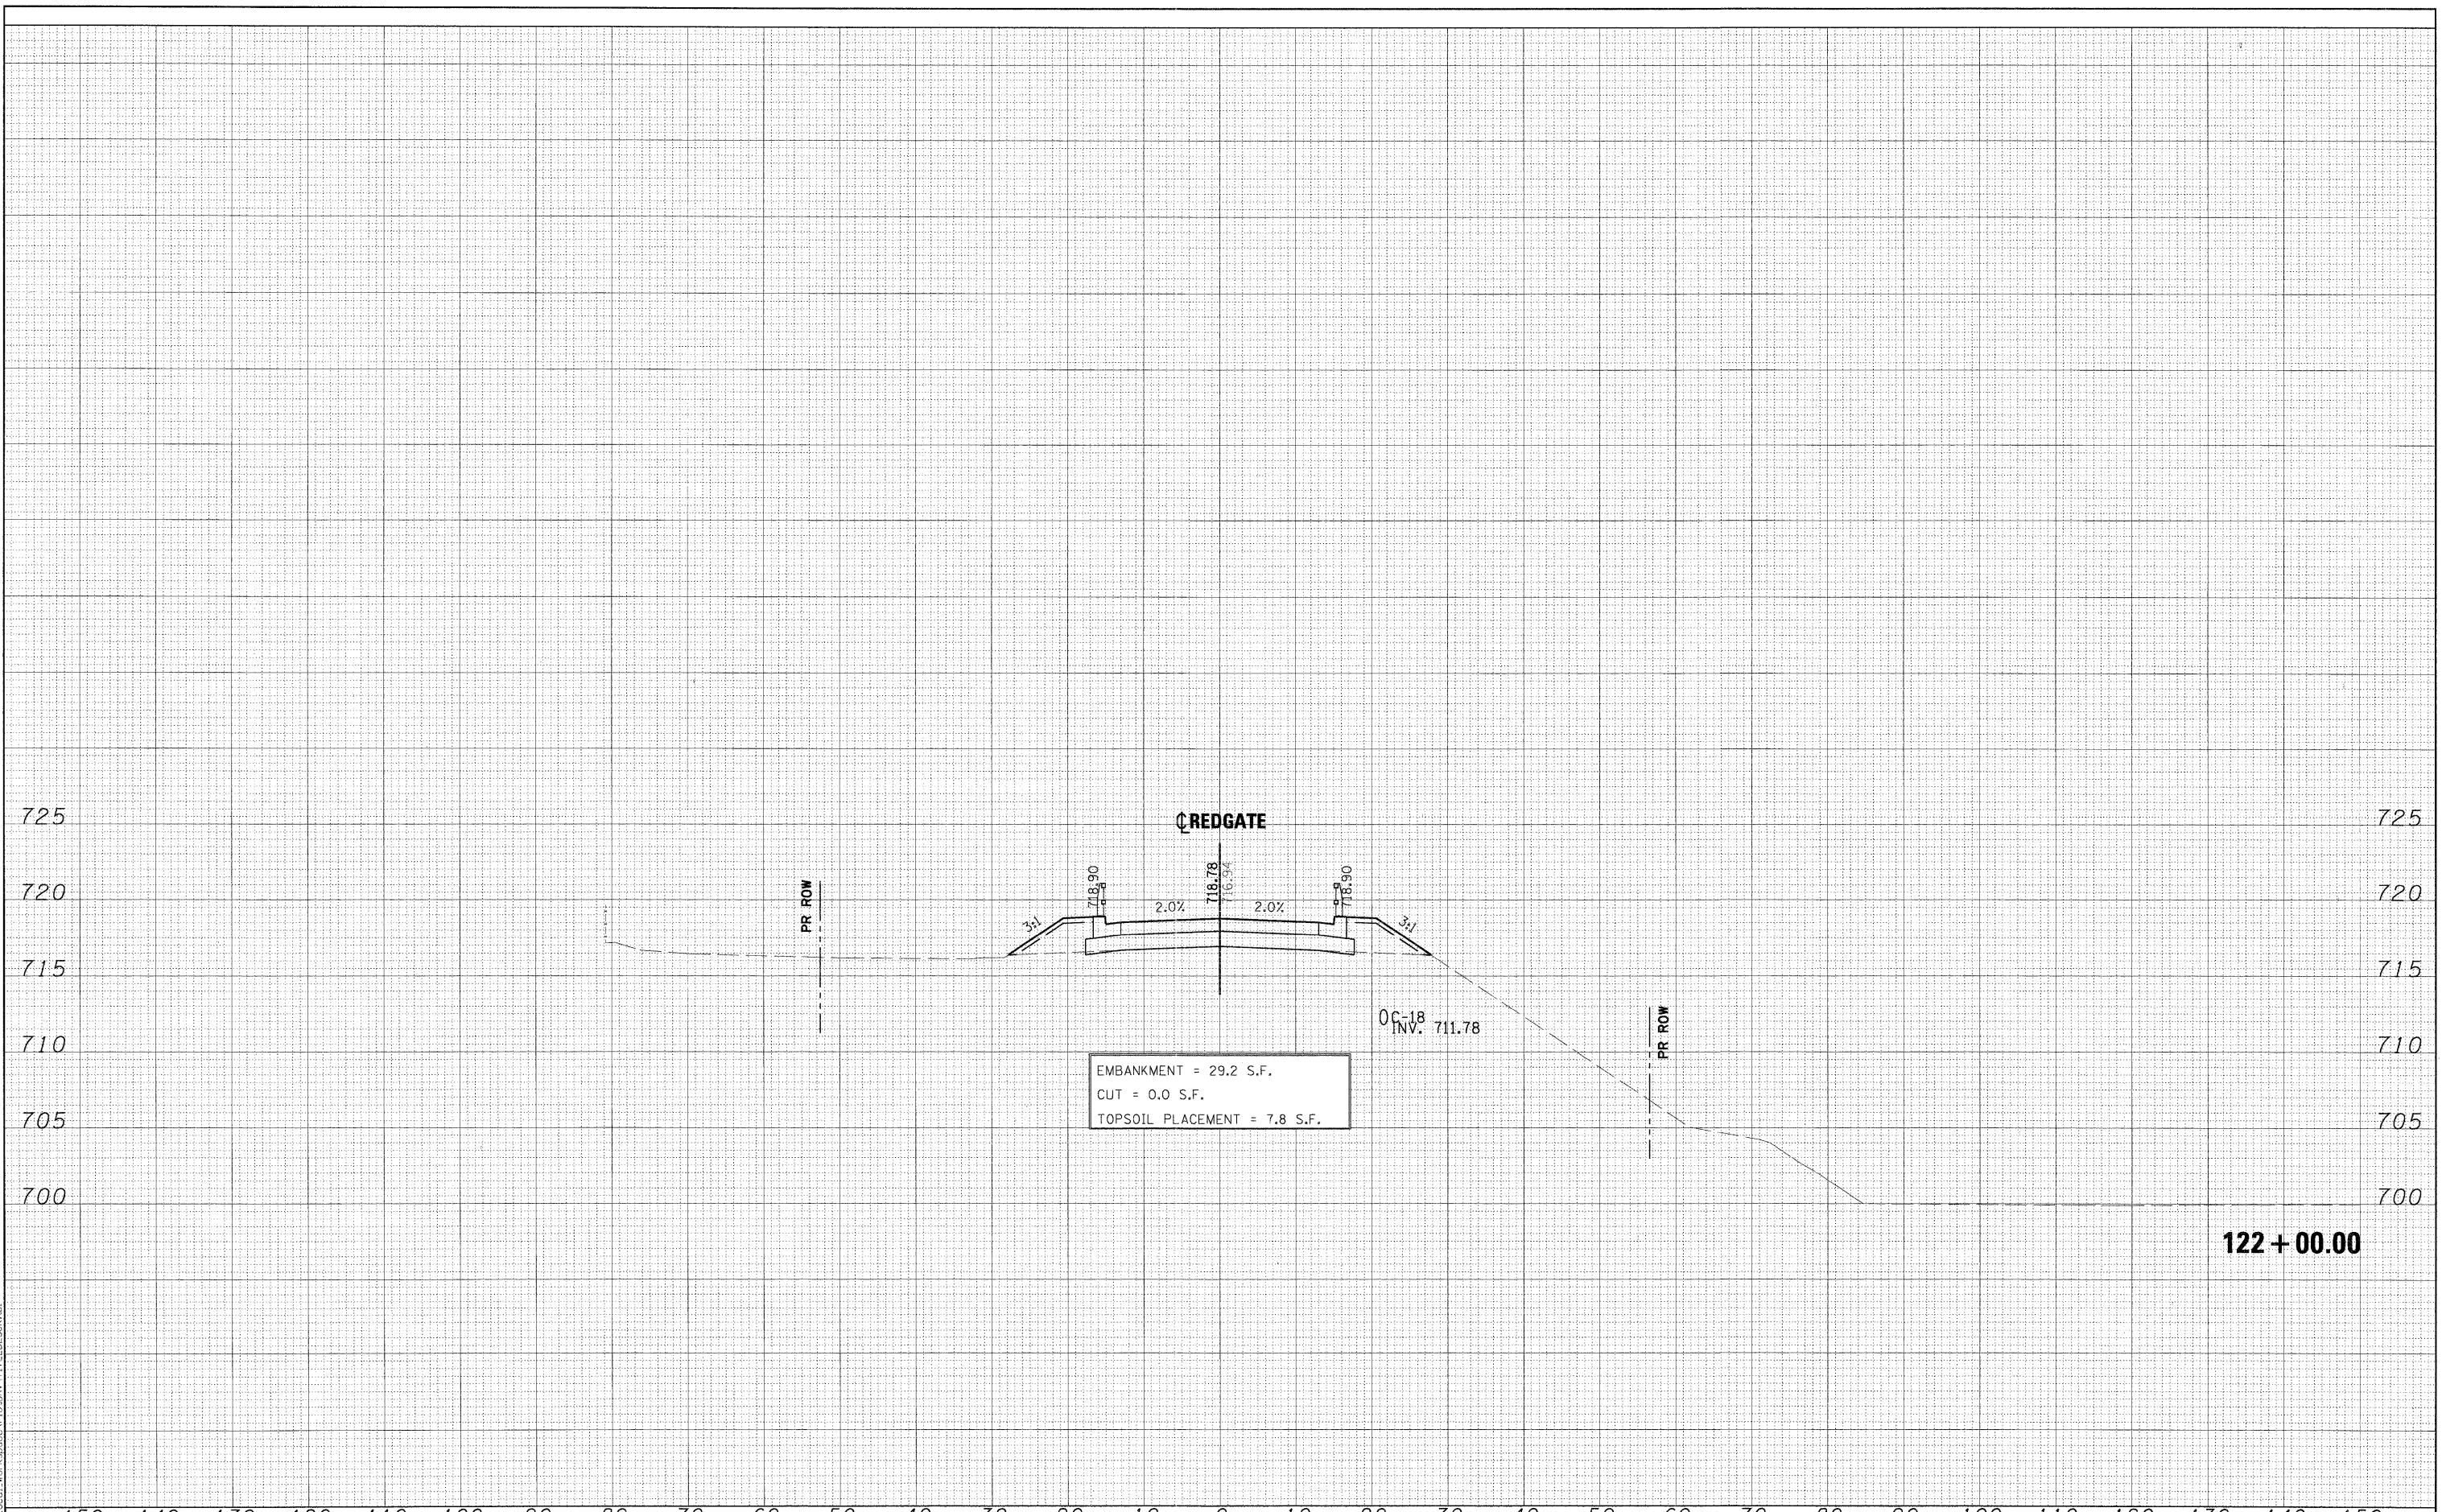 725 725
℄ REDGATE
718.90 718.78 716.94 718.90
720 PR ROW 2.0% 2.0% 720
3:1 3:1
715 715
OC-18
INV. 711.78
PR ROW
710 710
EMBANKMENT = 29.2 S.F.
CUT = 0.0 S.F.
TOPSOIL PLACEMENT = 7.8 S.F.
705 705
700 700
122 + 00.00